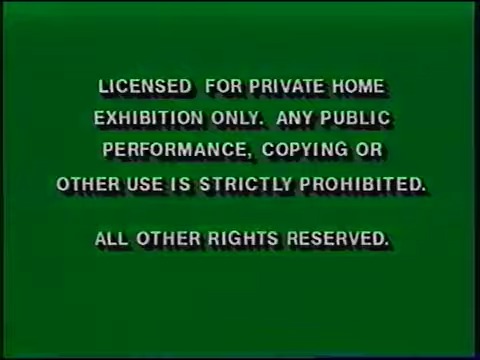 LICENSED FOR PRIVATE HOME
EXHIBITION ONLY. ANY PUBLIC
PERFORMANCE, COPYING OR
OTHER USE IS STRICTLY PROHIBITED.
ALL OTHER RIGHTS RESERVED.